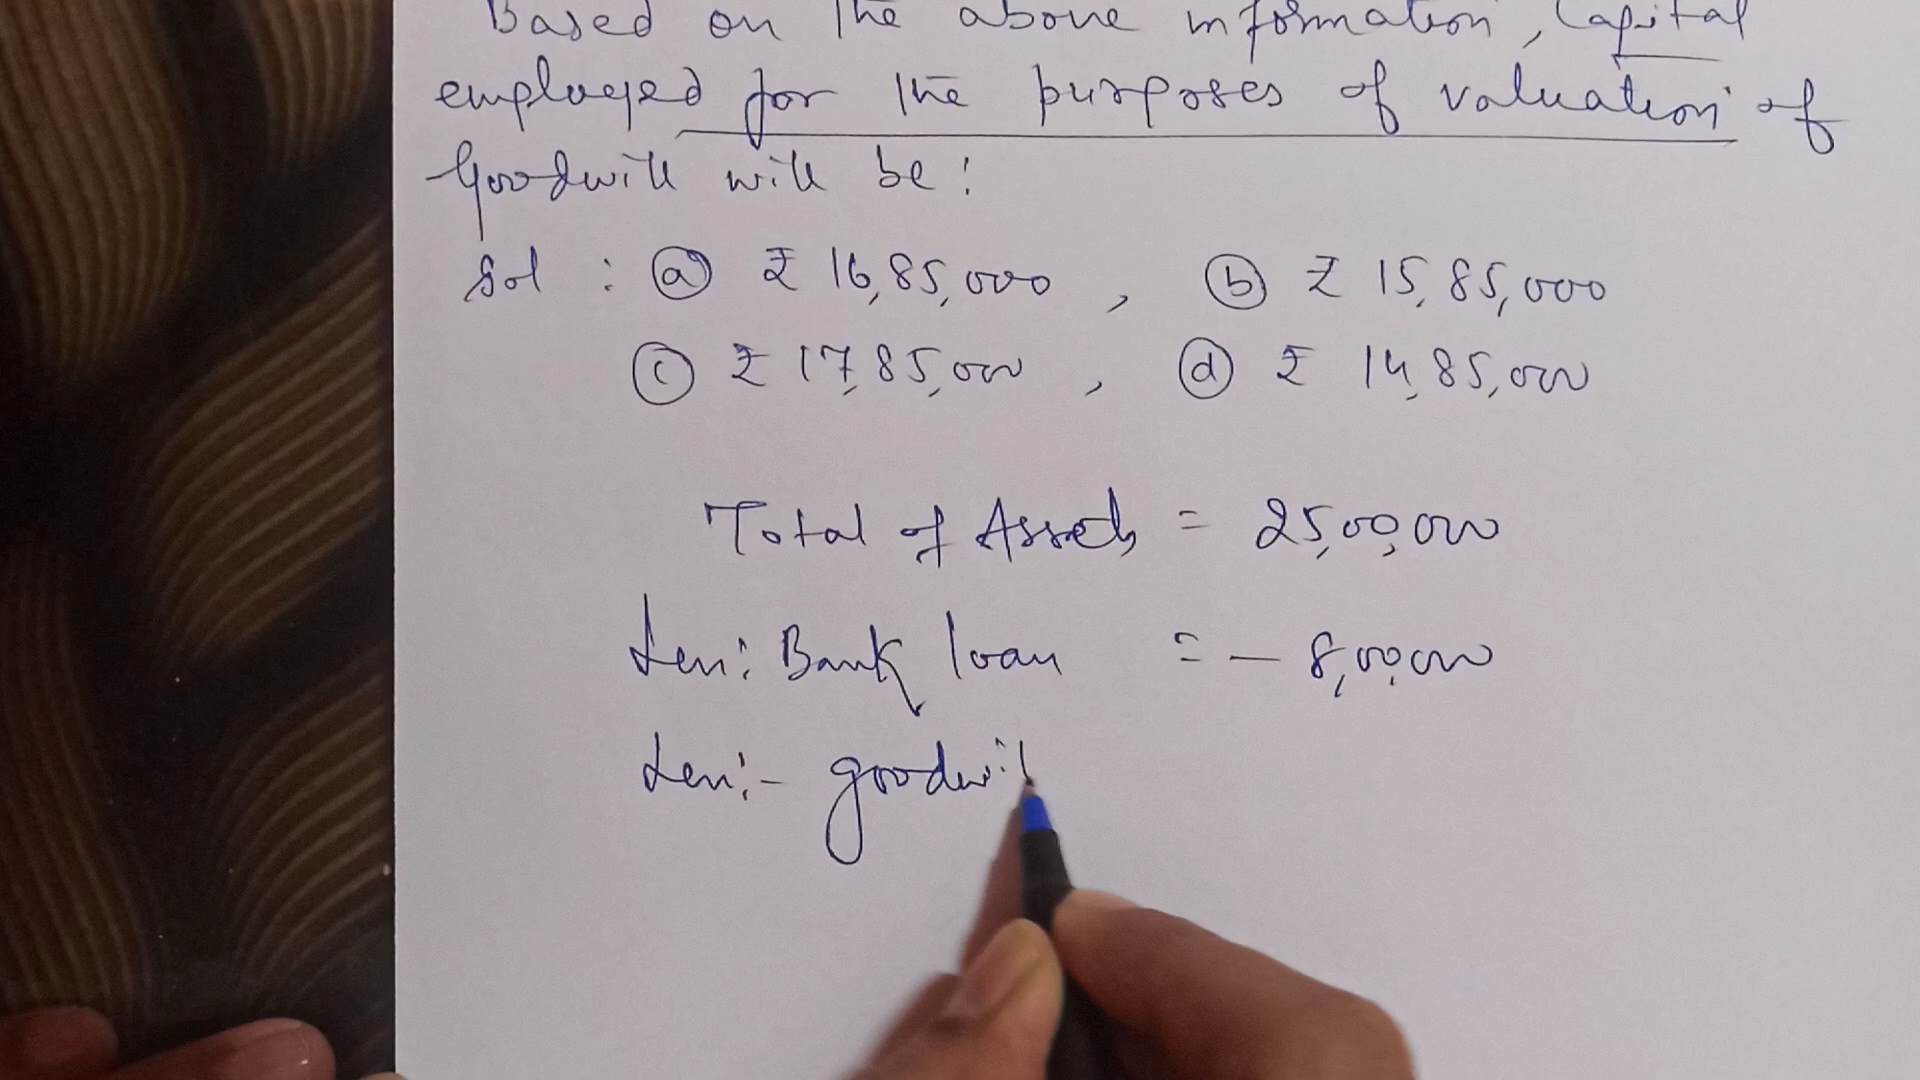 Based on the above information, Capital
employed for the purposes of valuation of
Goodwill will be :
Sol : (a) ₹ 16,85,000 , (b) ₹ 15,85,000
(c) ₹ 17,85,000 , (d) ₹ 14,85,000
Total of Assets = 25,00,000
Less: Bank loan = - 8,00,000
Less:- goodwil